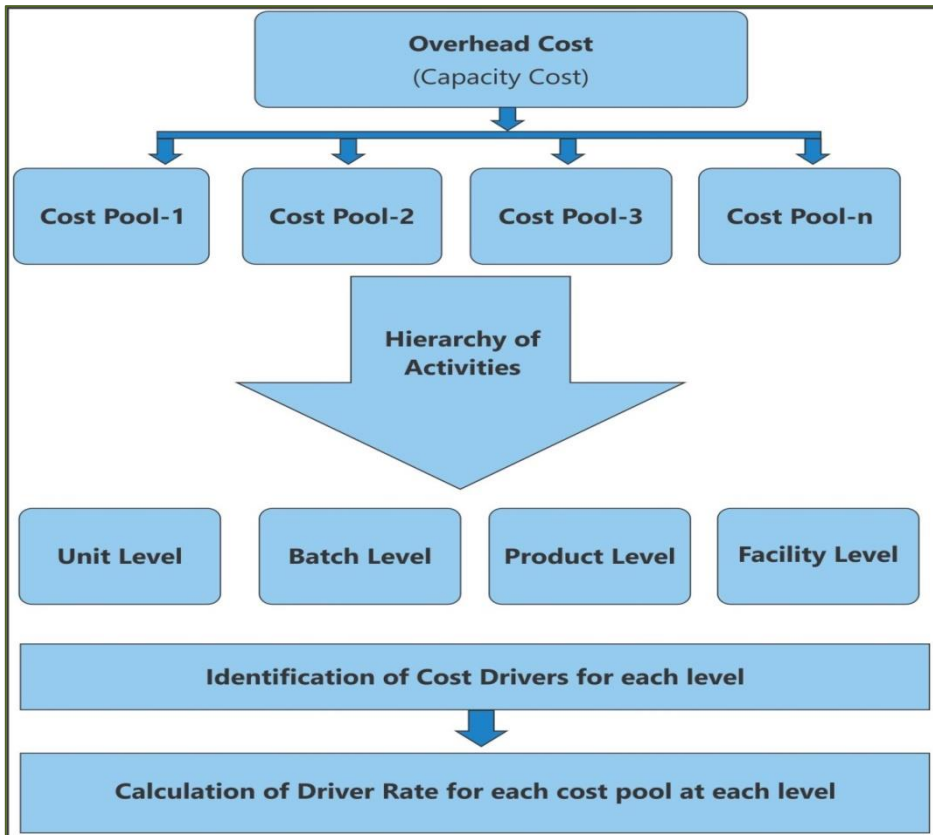 Overhead Cost
(Capacity Cost)
Cost Pool-1
Cost Pool-2
Cost Pool-3
Cost Pool-n
Hierarchy of
Activities
Unit Level
Batch Level
Product Level
Facility Level
Identification of Cost Drivers for each level
Calculation of Driver Rate for each cost pool at each level